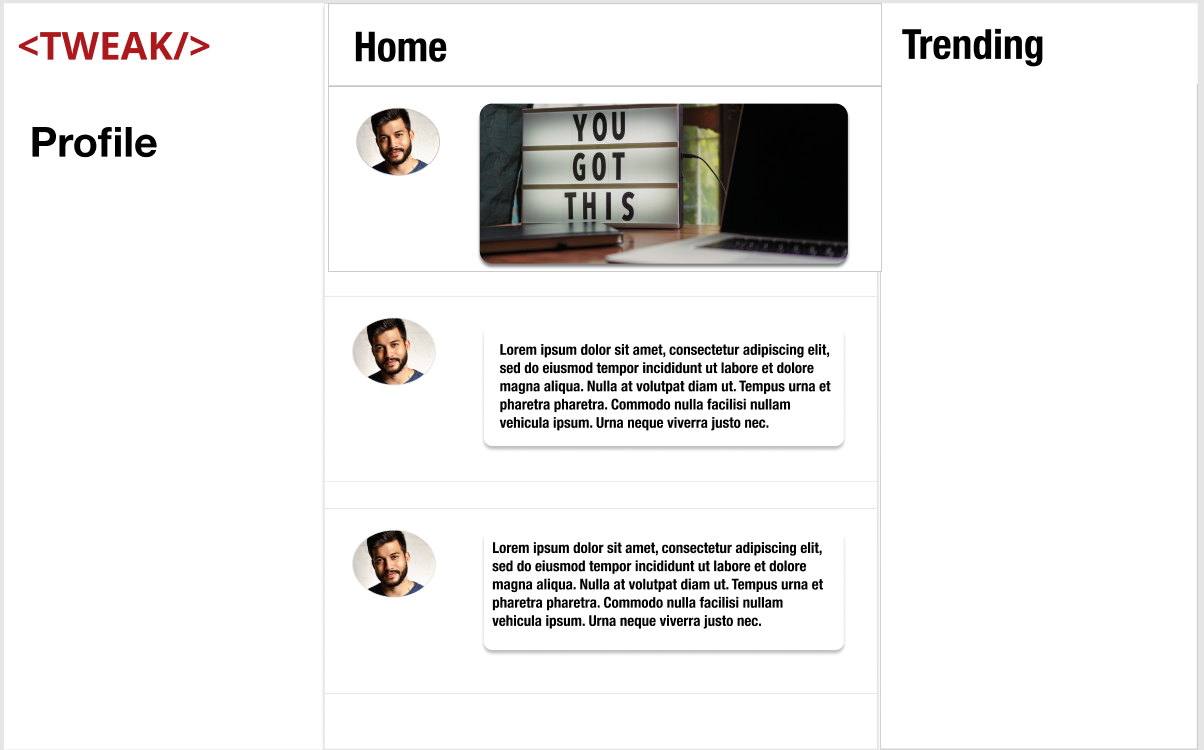 <TWEAK/>
Profile
Home
YOU
GOT
THIS
Lorem ipsum dolor sit amet, consectetur adipiscing elit,
sed do eiusmod tempor incididunt ut labore et dolore
magna aliqua. Nulla at volutpat diam ut. Tempus urna et
pharetra pharetra. Commodo nulla facilisi nullam
vehicula ipsum. Urna neque viverra justo nec.
Lorem ipsum dolor sit amet, consectetur adipiscing elit,
sed do eiusmod tempor incididunt ut labore et dolore
magna aliqua. Nulla at volutpat diam ut. Tempus urna et
pharetra pharetra. Commodo nulla facilisi nullam
vehicula ipsum. Urna neque viverra justo nec.
Trending